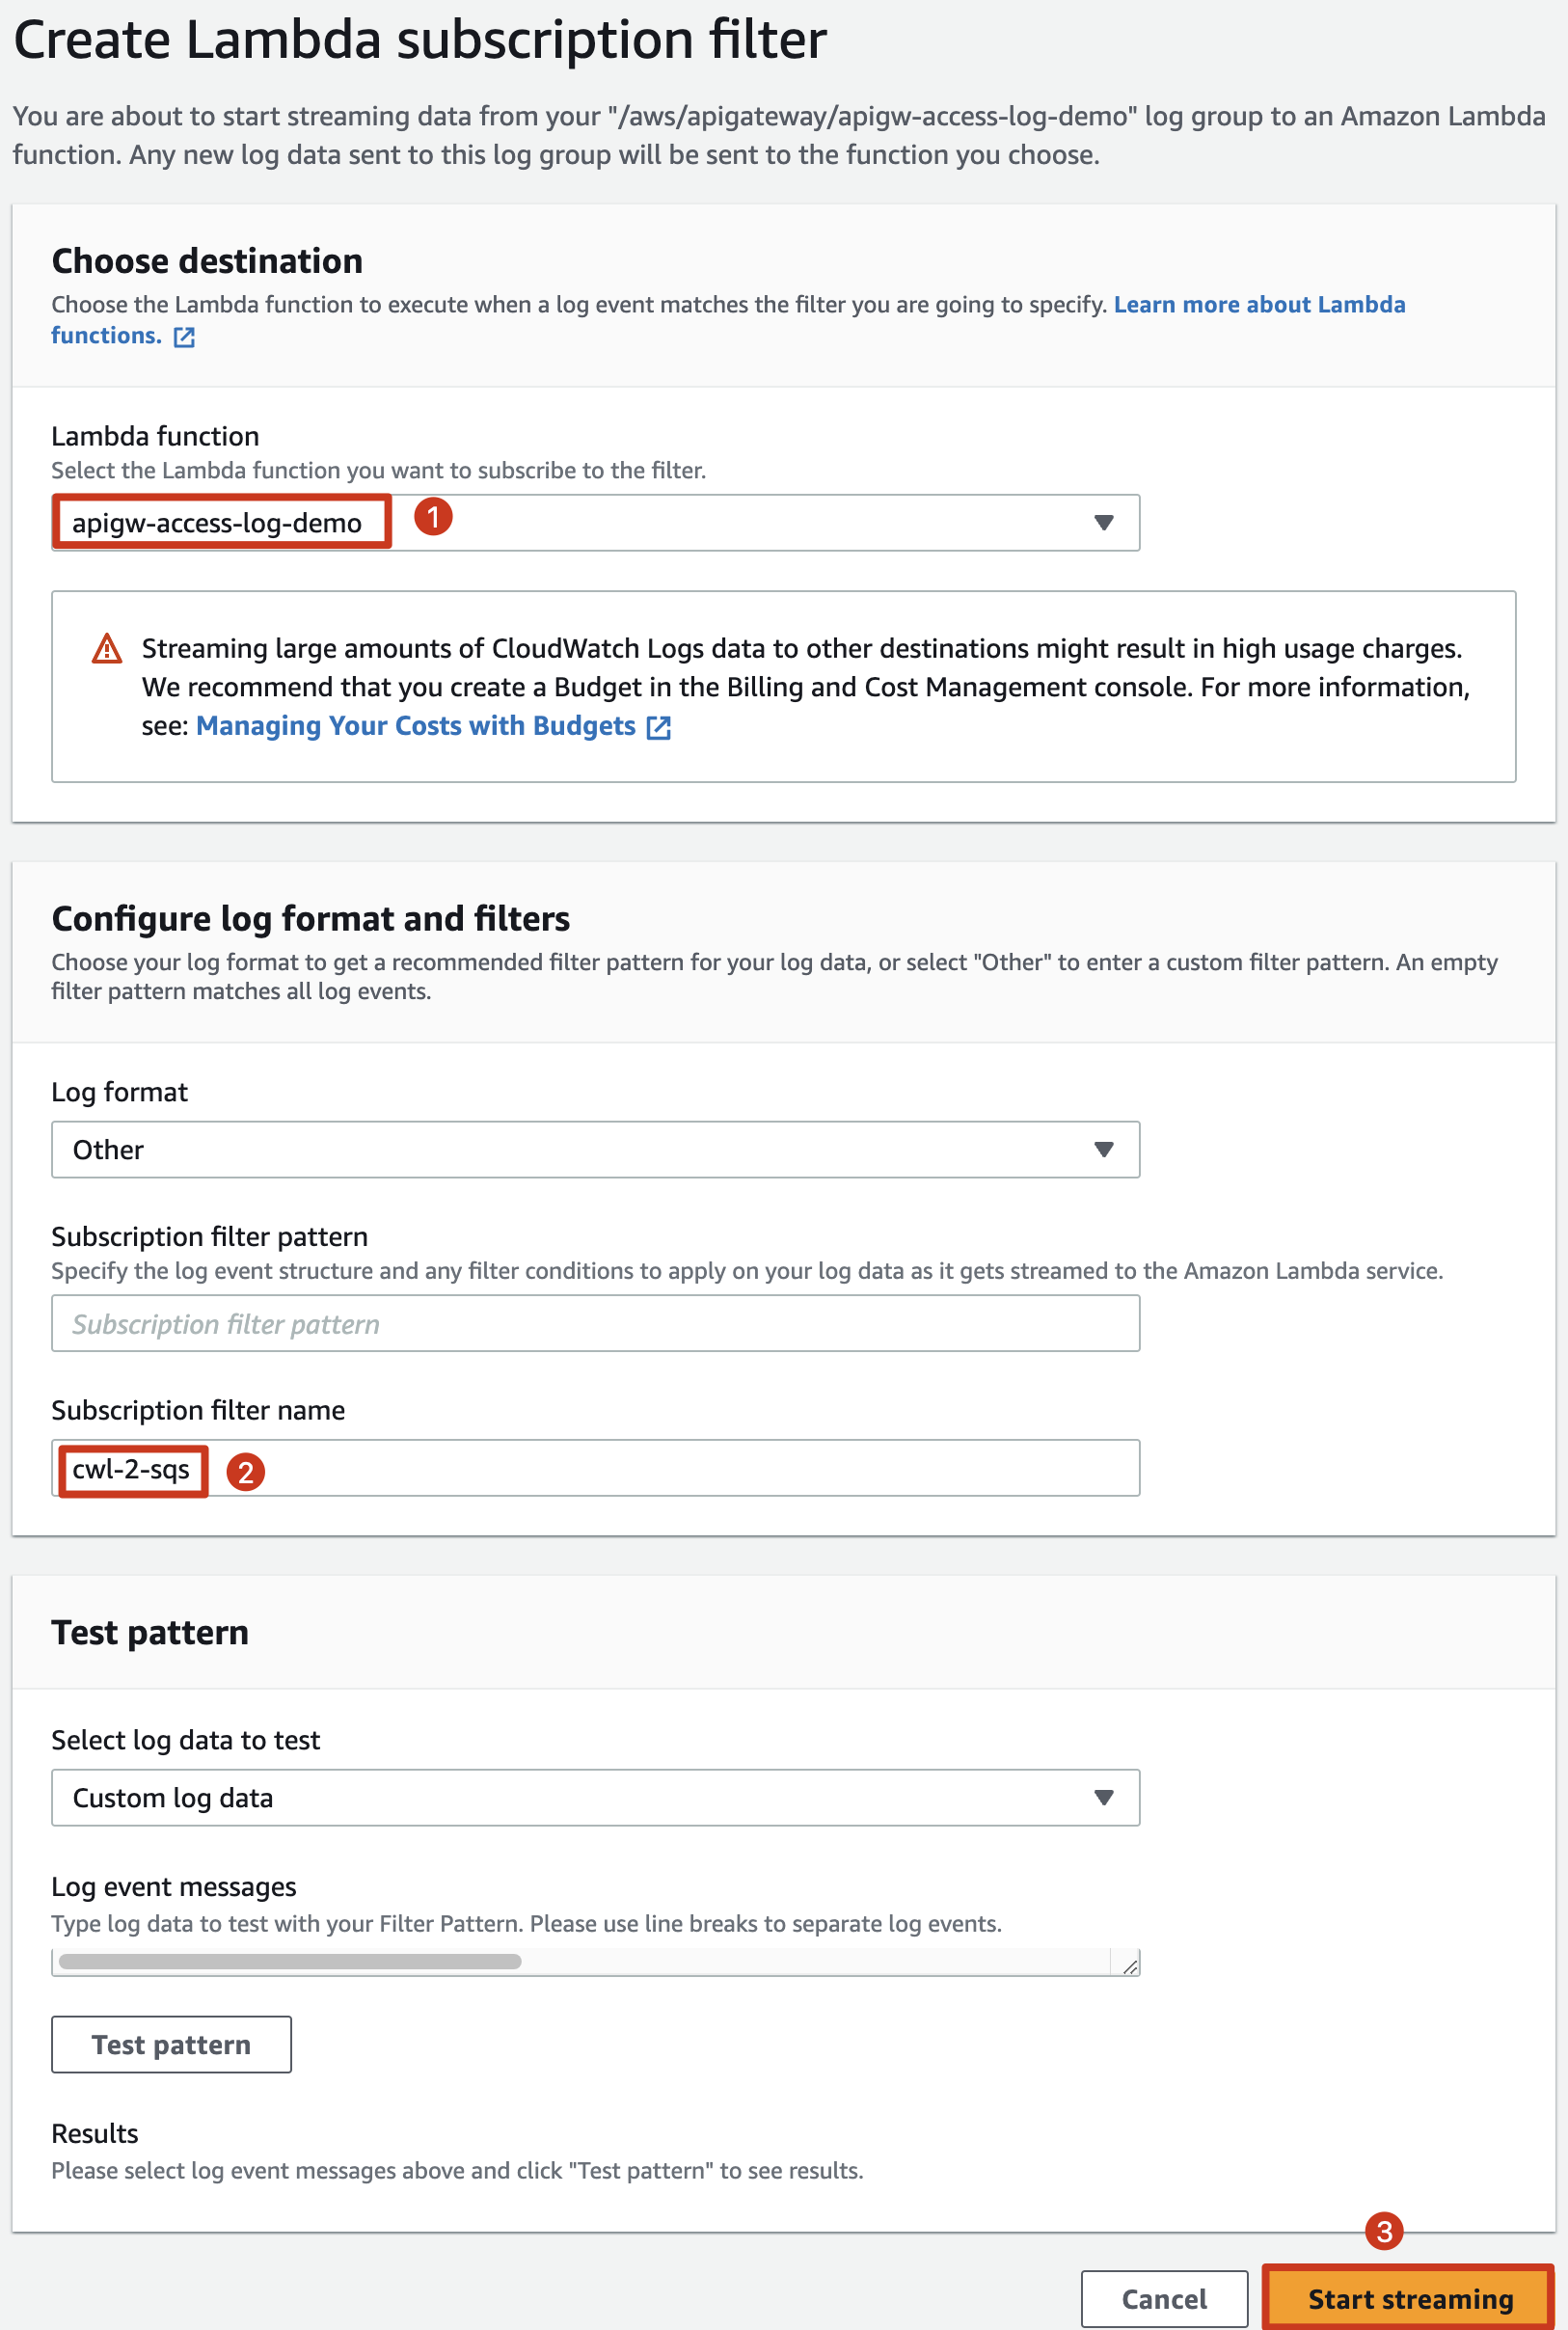 Create Lambda subscription filter
You are about to start streaming data from your "/aws/apigateway/apigw-access-log-demo" log group to an Amazon Lambda
function. Any new log data sent to this log group will be sent to the function you choose.
Choose destination
Choose the Lambda function to execute when a log event matches the filter you are going to specify. Learn more about Lambda
functions.
Lambda function
Select the Lambda function you want to subscribe to the filter.
apigw-access-log-demo 1
Streaming large amounts of CloudWatch Logs data to other destinations might result in high usage charges.
We recommend that you create a Budget in the Billing and Cost Management console. For more information,
see: Managing Your Costs with Budgets
Configure log format and filters
Choose your log format to get a recommended filter pattern for your log data, or select "Other" to enter a custom filter pattern. An empty
filter pattern matches all log events.
Log format
Other
Subscription filter pattern
Specify the log event structure and any filter conditions to apply on your log data as it gets streamed to the Amazon Lambda service.
Subscription filter pattern
Subscription filter name
cwl-2-sqs 2
Test pattern
Select log data to test
Custom log data
Log event messages
Type log data to test with your Filter Pattern. Please use line breaks to separate log events.
Test pattern
Results
Please select log event messages above and click "Test pattern" to see results.
3
Cancel Start streaming